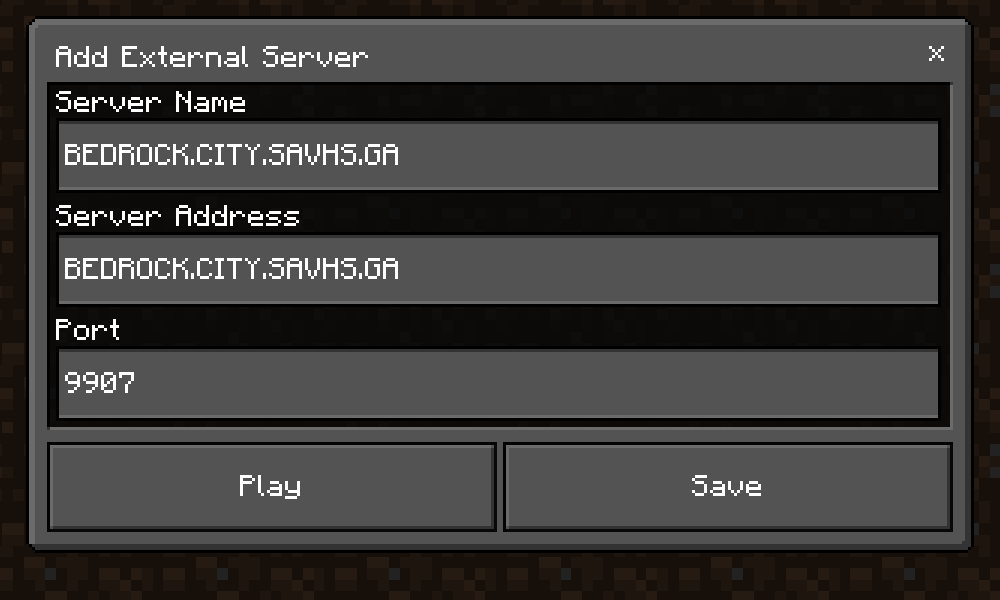 Add External Server
×
Server Name
BEDROCK.CITY.SAVHS.GA
Server Address
BEDROCK.CITY.SAVHS.GA
Port
9907
Play
Save